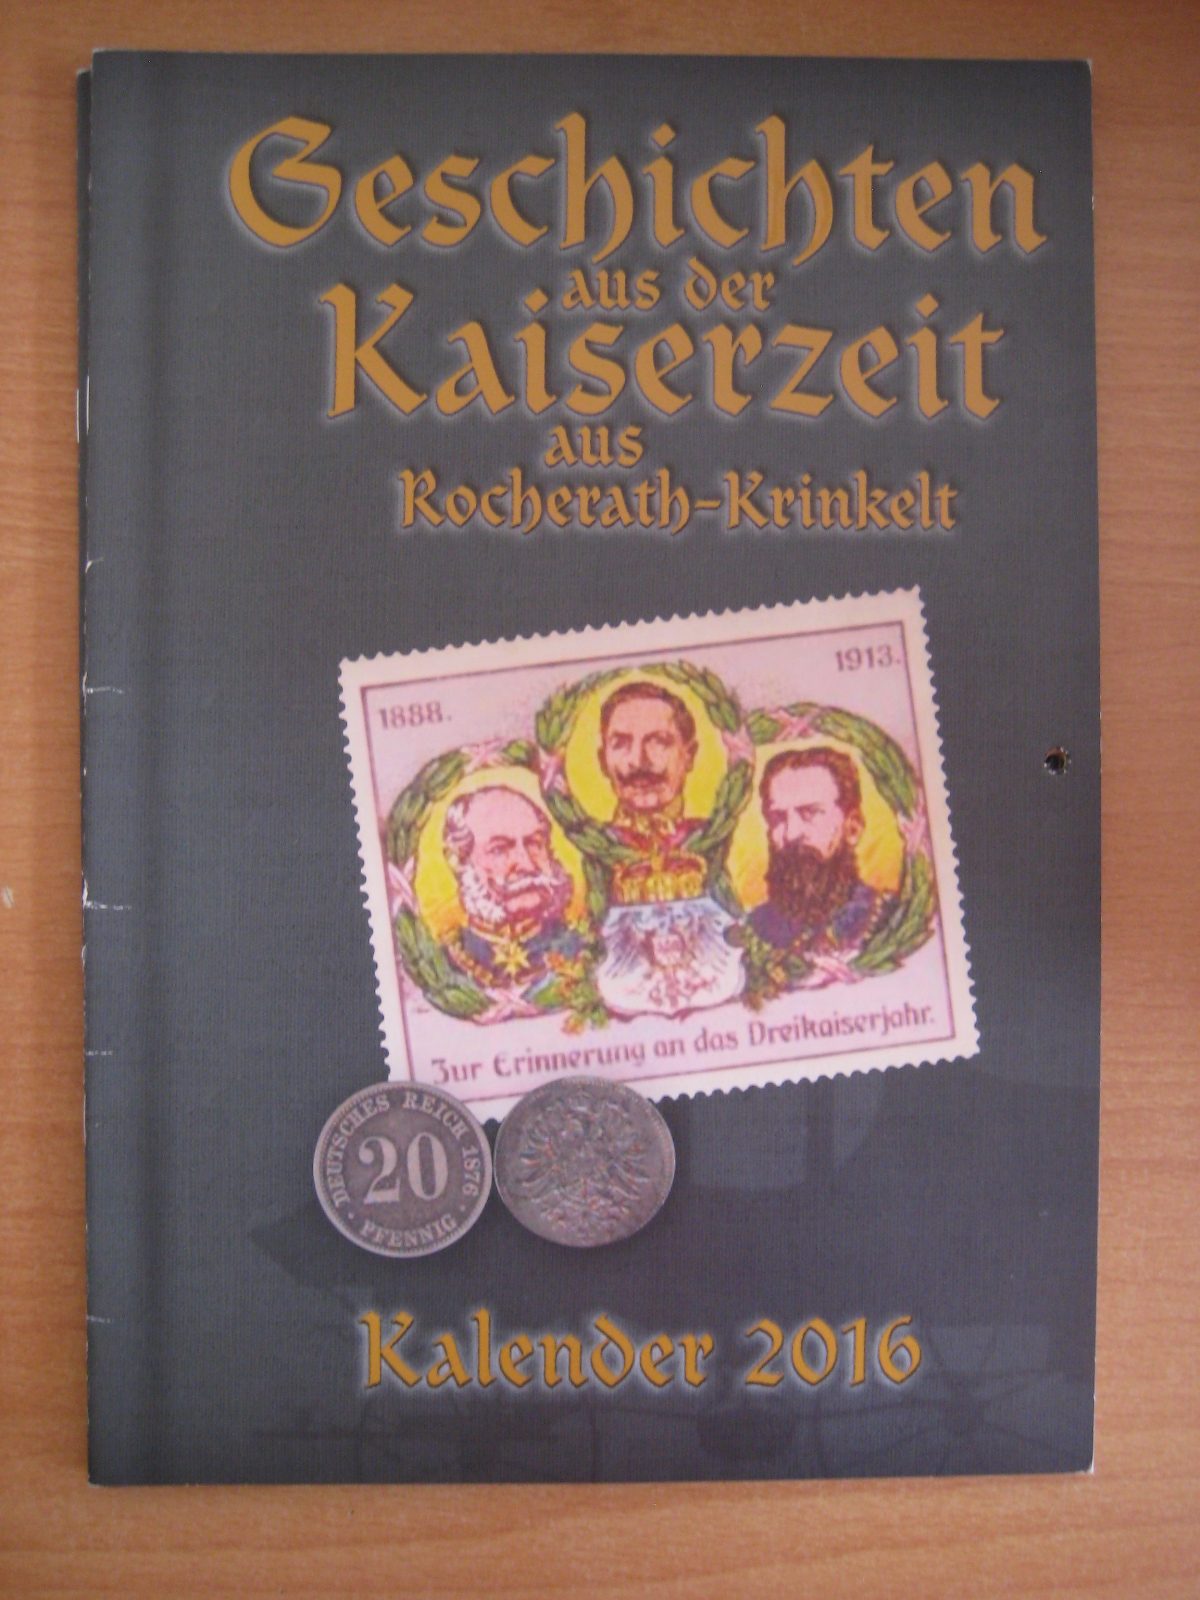 Geschichten
aus der
Kaiserzeit
aus
Rocherath-Krinkelt
1888.
1913.
Zur Erinnerung an das Dreikaiserjahr.
DEUTSCHES REICH 1876
20
PFENNIG
Kalender 2016